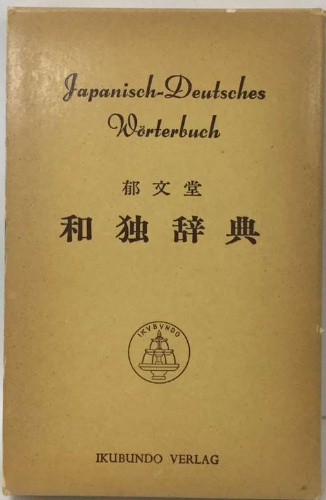 Japanisch-Deutsches
Wörterbuch
郁文堂
和独辞典
IKUBUNDO
IKUBUNDO VERLAG